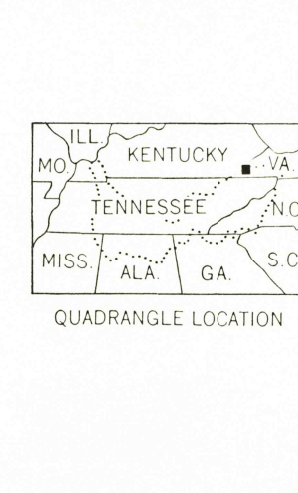 ILL.
KENTUCKY
MO.
VA.
TENNESSEE
N.C
MISS.
ALA.
GA.
S.C
QUADRANGLE LOCATION